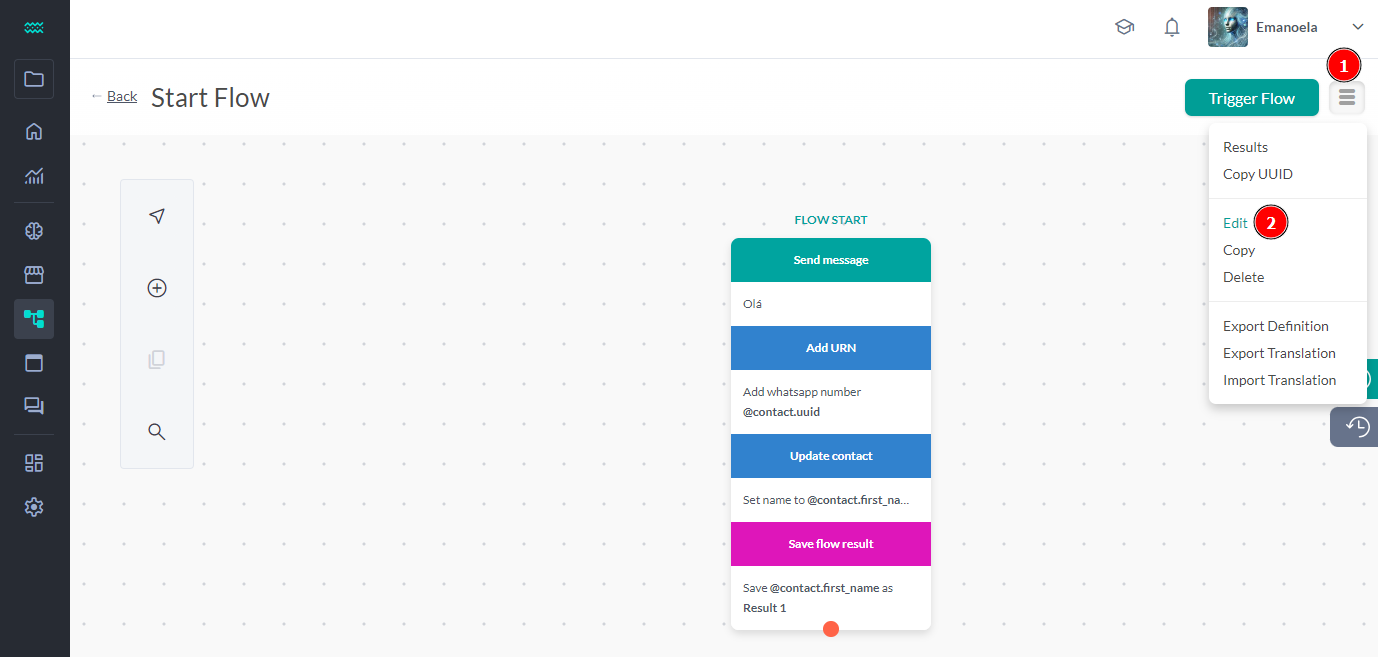 Emanoela
1
← Back
Start Flow
Trigger Flow
Results
Copy UUID
Edit
2
Copy
Delete
Export Definition
Export Translation
Import Translation
FLOW START
Send message
Olá
Add URN
Add whatsapp number
@contact.uuid
Update contact
Set name to @contact.first_na...
Save flow result
Save @contact.first_name as
Result 1